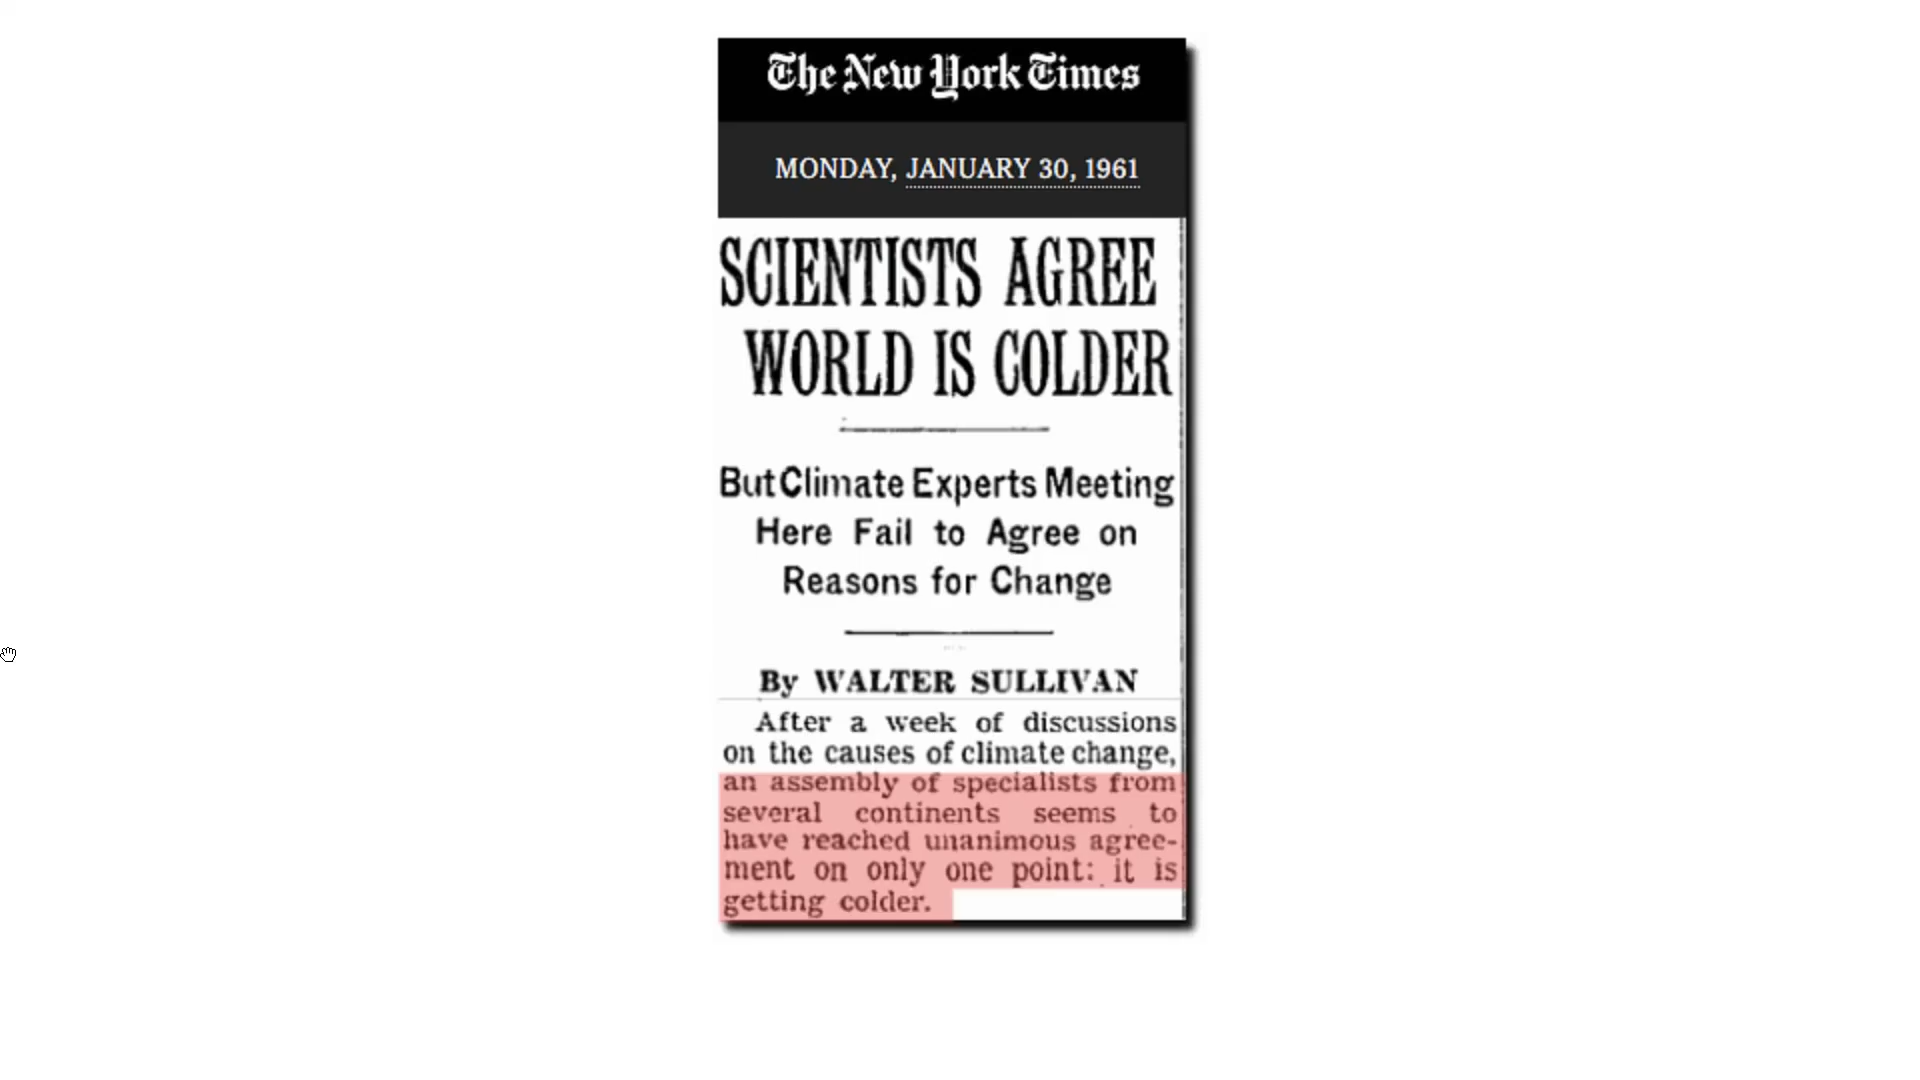 The New York Times
MONDAY, JANUARY 30, 1961
SCIENTISTS AGREE
WORLD IS COLDER
But Climate Experts Meeting
Here Fail to Agree on
Reasons for Change
By WALTER SULLIVAN
After a week of discussions
on the causes of climate change,
an assembly of specialists from
several continents seems to
have reached unanimous agree-
ment on only one point: it is
getting colder.